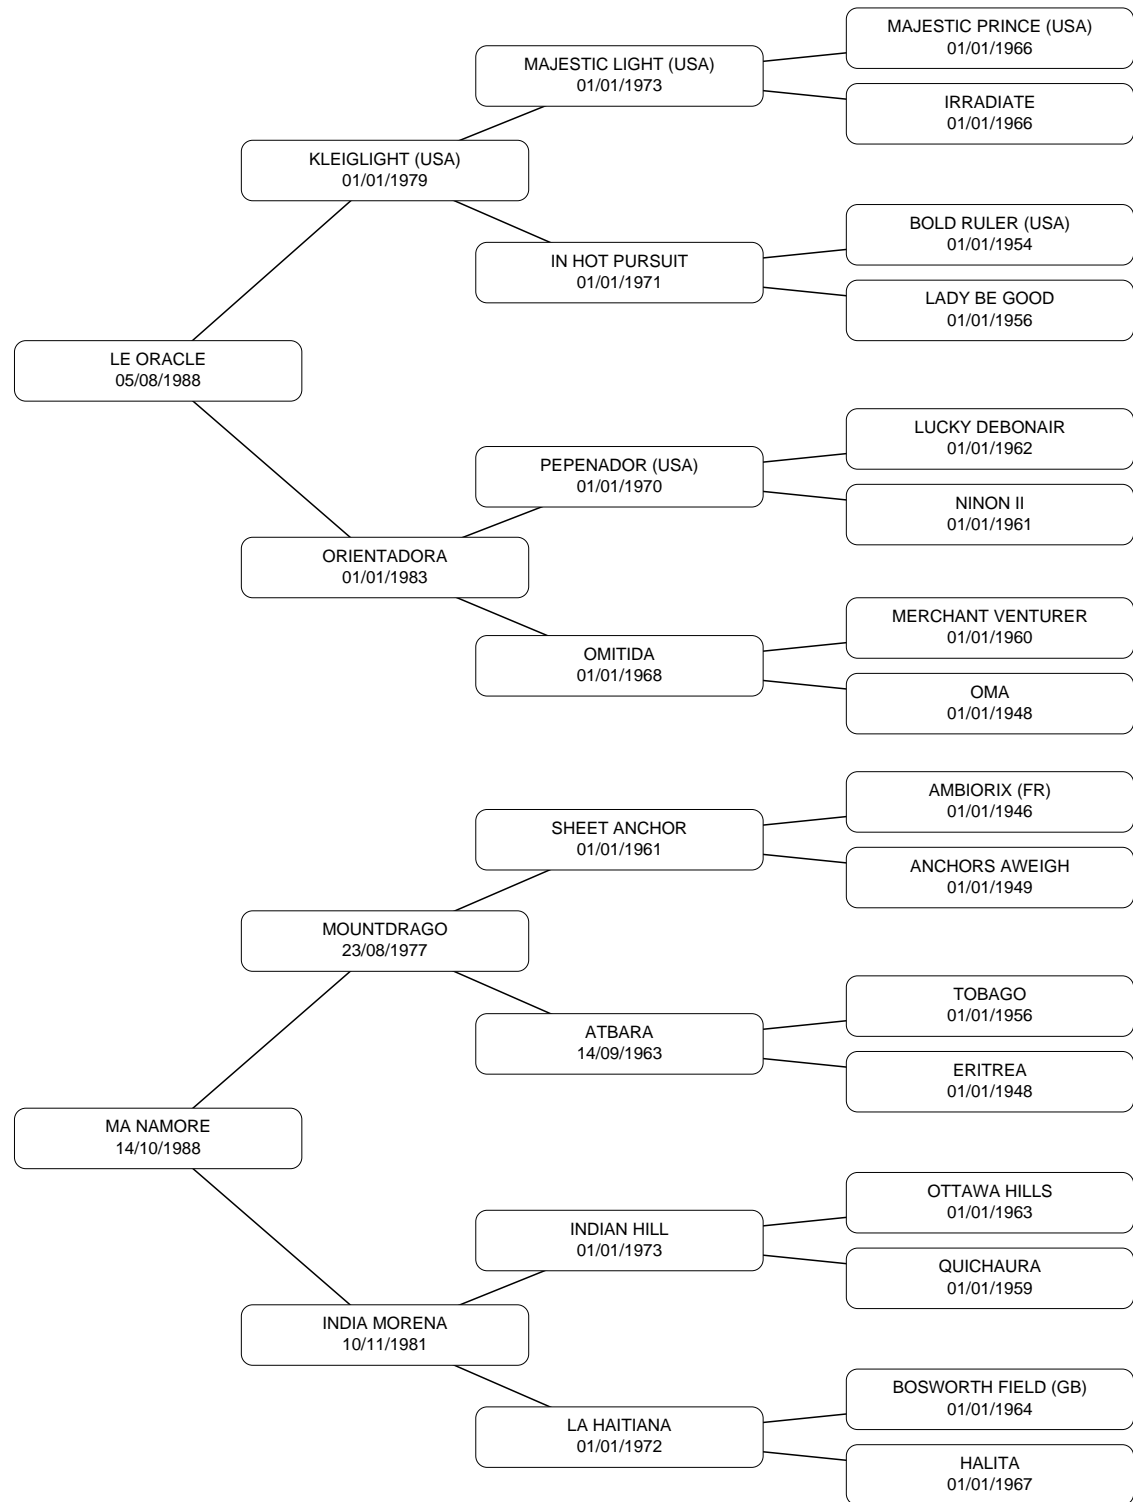 MAJESTIC PRINCE (USA)
01/01/1966
MAJESTIC LIGHT (USA)
01/01/1973
IRRADIATE
01/01/1966
KLEIGLIGHT (USA)
01/01/1979
BOLD RULER (USA)
01/01/1954
IN HOT PURSUIT
01/01/1971
LADY BE GOOD
01/01/1956
LE ORACLE
05/08/1988
LUCKY DEBONAIR
01/01/1962
PEPENADOR (USA)
01/01/1970
NINON II
01/01/1961
ORIENTADORA
01/01/1983
MERCHANT VENTURER
01/01/1960
OMITIDA
01/01/1968
OMA
01/01/1948
AMBIORIX (FR)
01/01/1946
SHEET ANCHOR
01/01/1961
ANCHORS AWEIGH
01/01/1949
MOUNTDRAGO
23/08/1977
TOBAGO
01/01/1956
ATBARA
14/09/1963
ERITREA
01/01/1948
MA NAMORE
14/10/1988
OTTAWA HILLS
01/01/1963
INDIAN HILL
01/01/1973
QUICHAURA
01/01/1959
INDIA MORENA
10/11/1981
BOSWORTH FIELD (GB)
01/01/1964
LA HAITIANA
01/01/1972
HALITA
01/01/1967